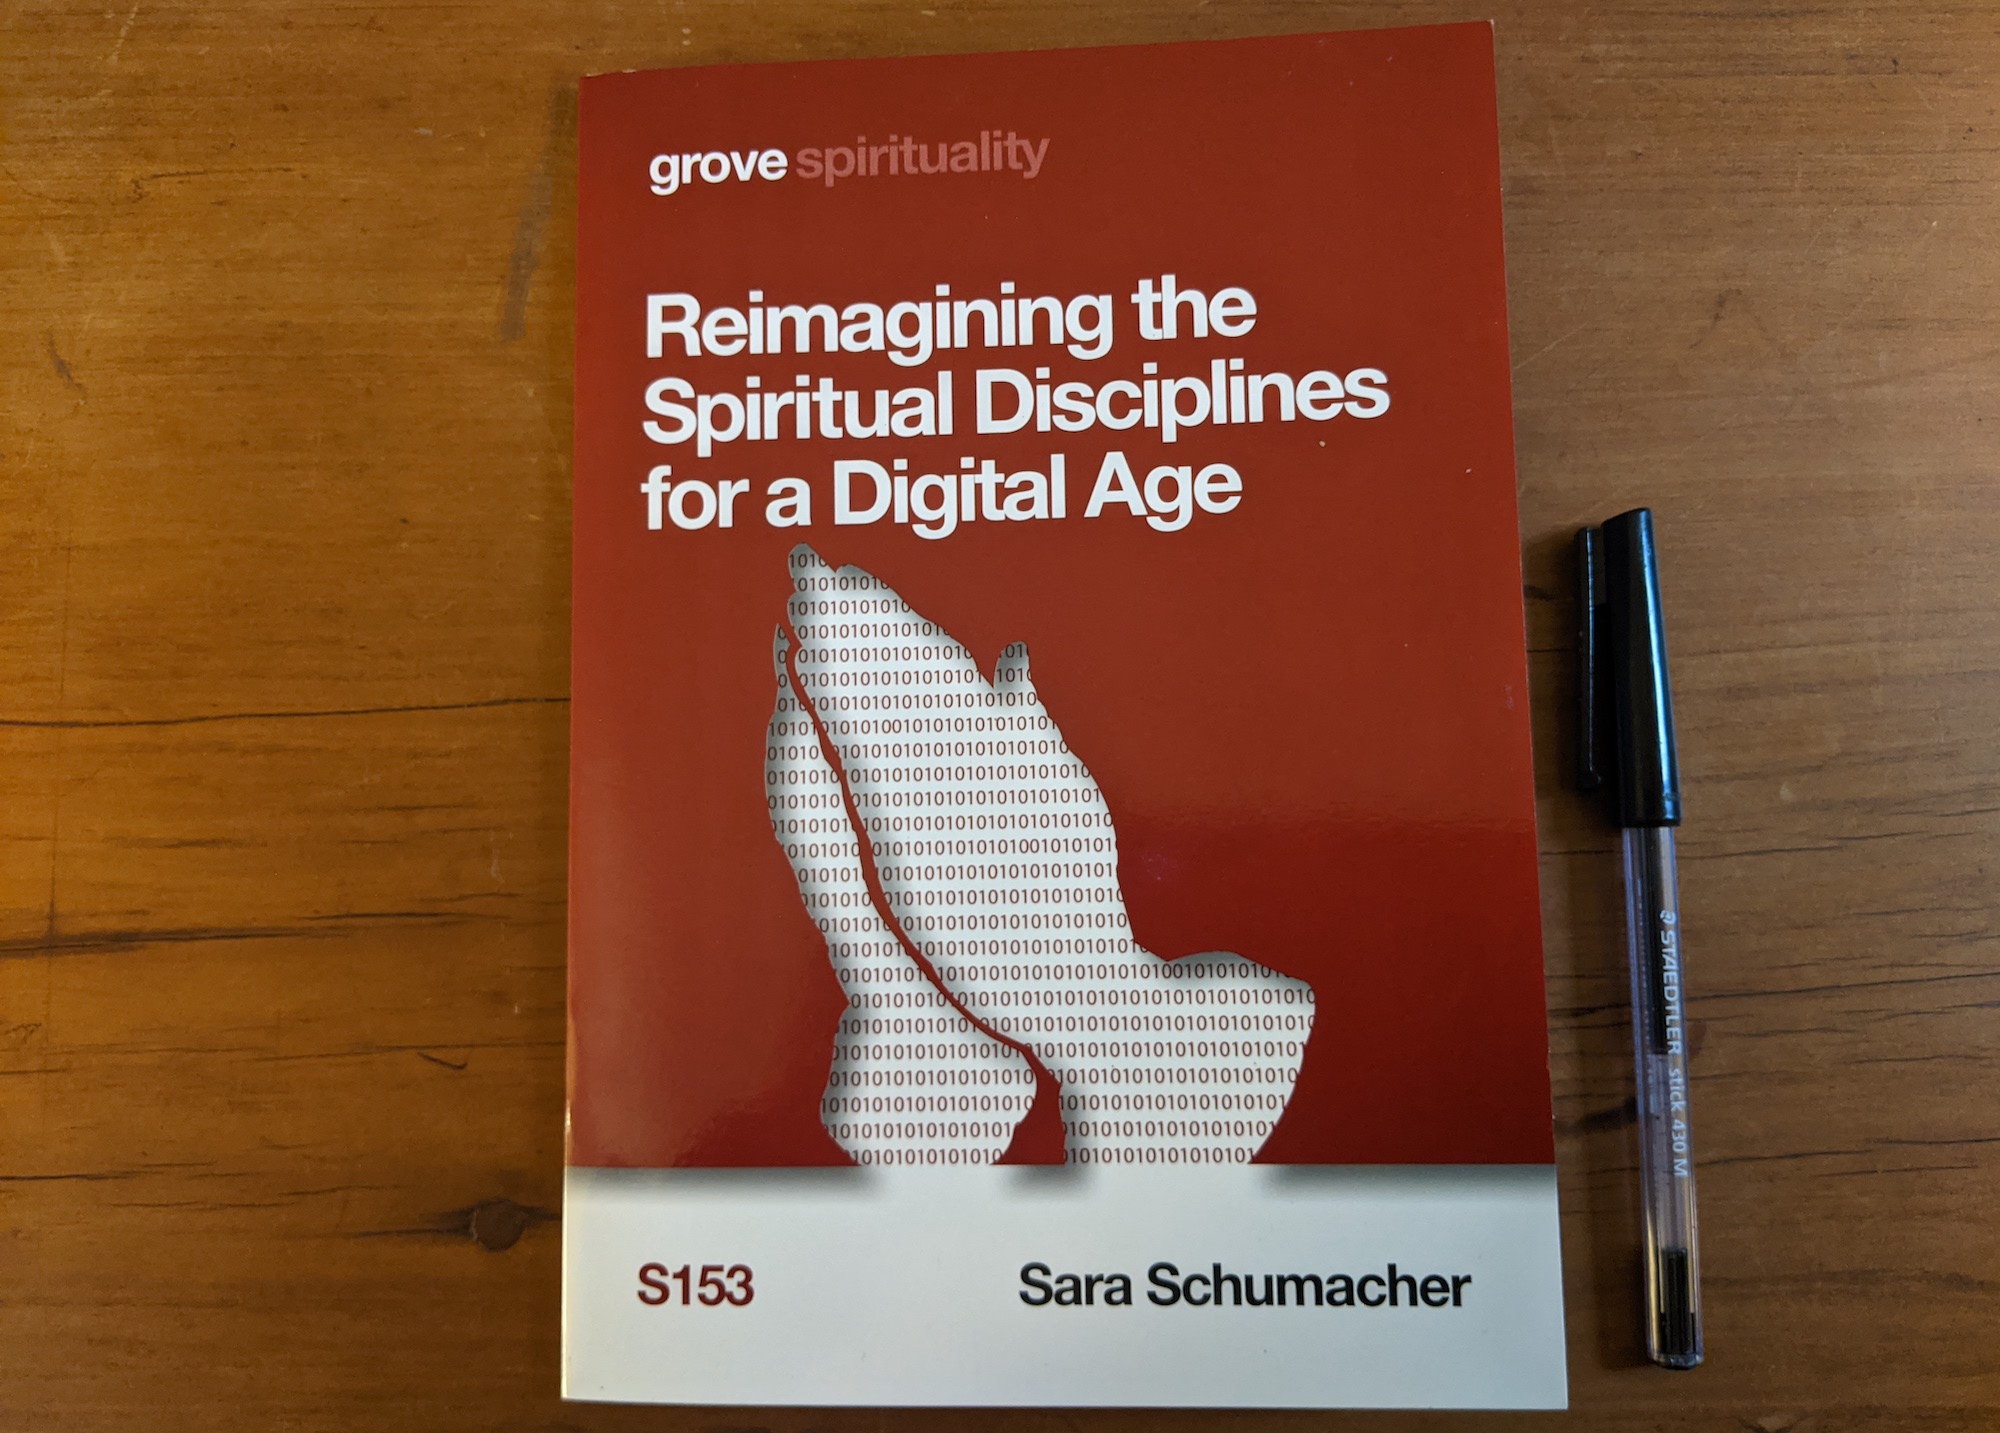 grove spirituality
Reimagining the
Spiritual Disciplines
for a Digital Age
S153
Sara Schumacher
STAEDTLER stick 430 M